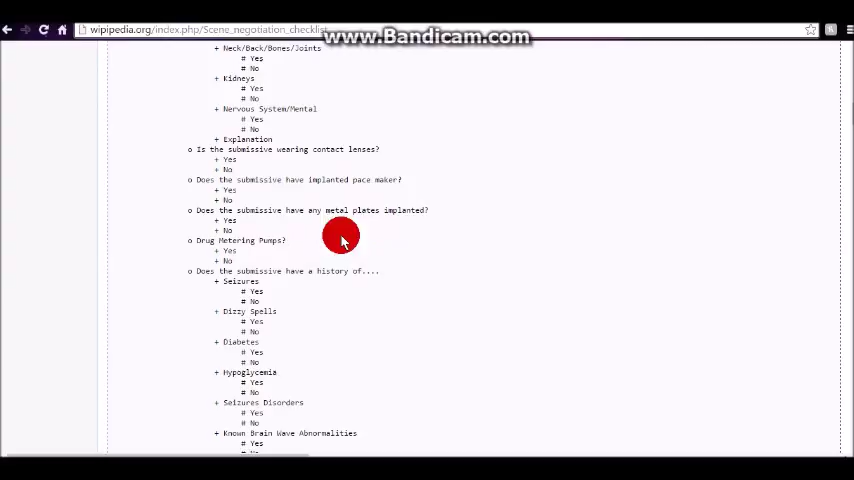 wipipedia.org/index.php/Scene_negotiation_checklist
www.Bandicam.com
+ Neck/Back/Bones/Joints
# Yes
# No
+ Kidneys
# Yes
# No
+ Nervous System/Mental
# Yes
# No
+ Explanation
o Is the submissive wearing contact lenses?
+ Yes
+ No
o Does the submissive have implanted pace maker?
+ Yes
+ No
o Does the submissive have any metal plates implanted?
+ Yes
+ No
o Drug Metering Pumps?
+ Yes
+ No
o Does the submissive have a history of....
+ Seizures
# Yes
# No
+ Dizzy Spells
# Yes
# No
+ Diabetes
# Yes
# No
+ Hypoglycemia
# Yes
# No
+ Seizures Disorders
# Yes
# No
+ Known Brain Wave Abnormalities
# Yes
# No